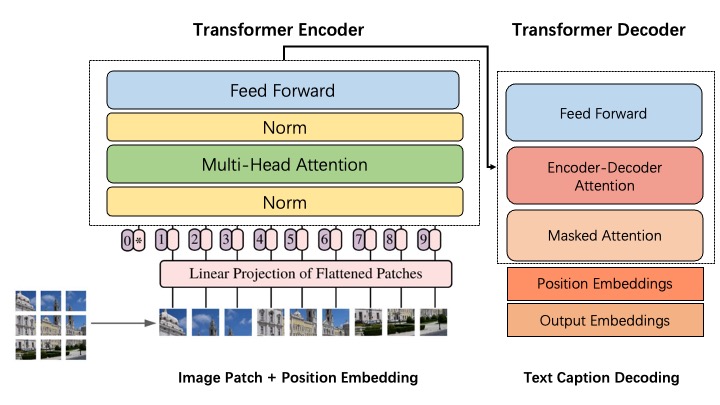 Transformer Encoder
Transformer Decoder
Feed Forward
Norm
Multi-Head Attention
Norm
0 * 1 2 3 4 5 6 7 8 9
Linear Projection of Flattened Patches
Image Patch + Position Embedding
Feed Forward
Encoder-Decoder
Attention
Masked Attention
Position Embeddings
Output Embeddings
Text Caption Decoding